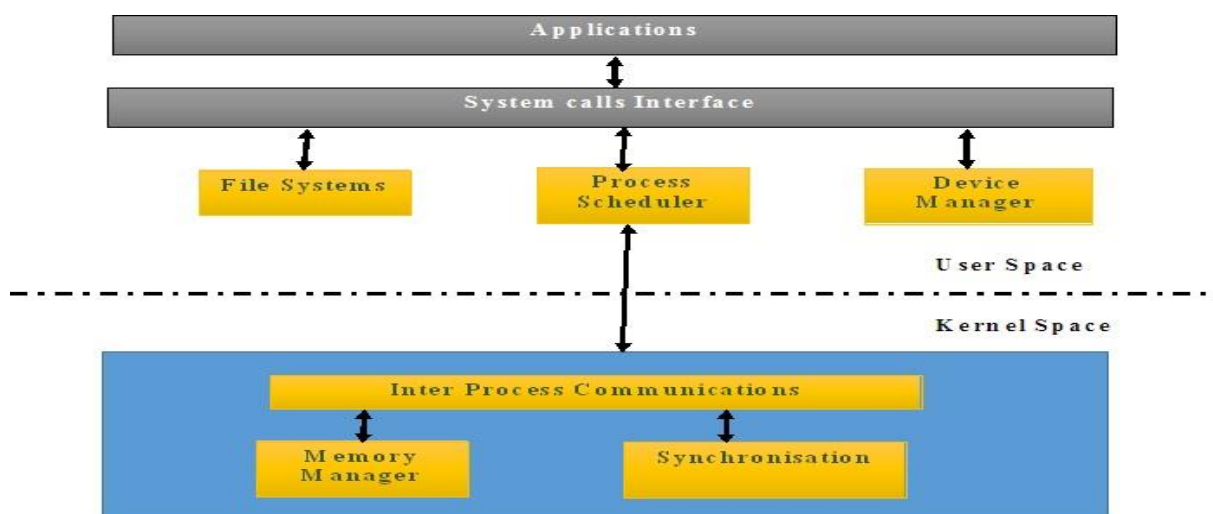 Applications
System calls Interface
File Systems
Process
Scheduler
Device
Manager
User Space
Kernel Space
Inter Process Communications
Memory
Manager
Synchronisation